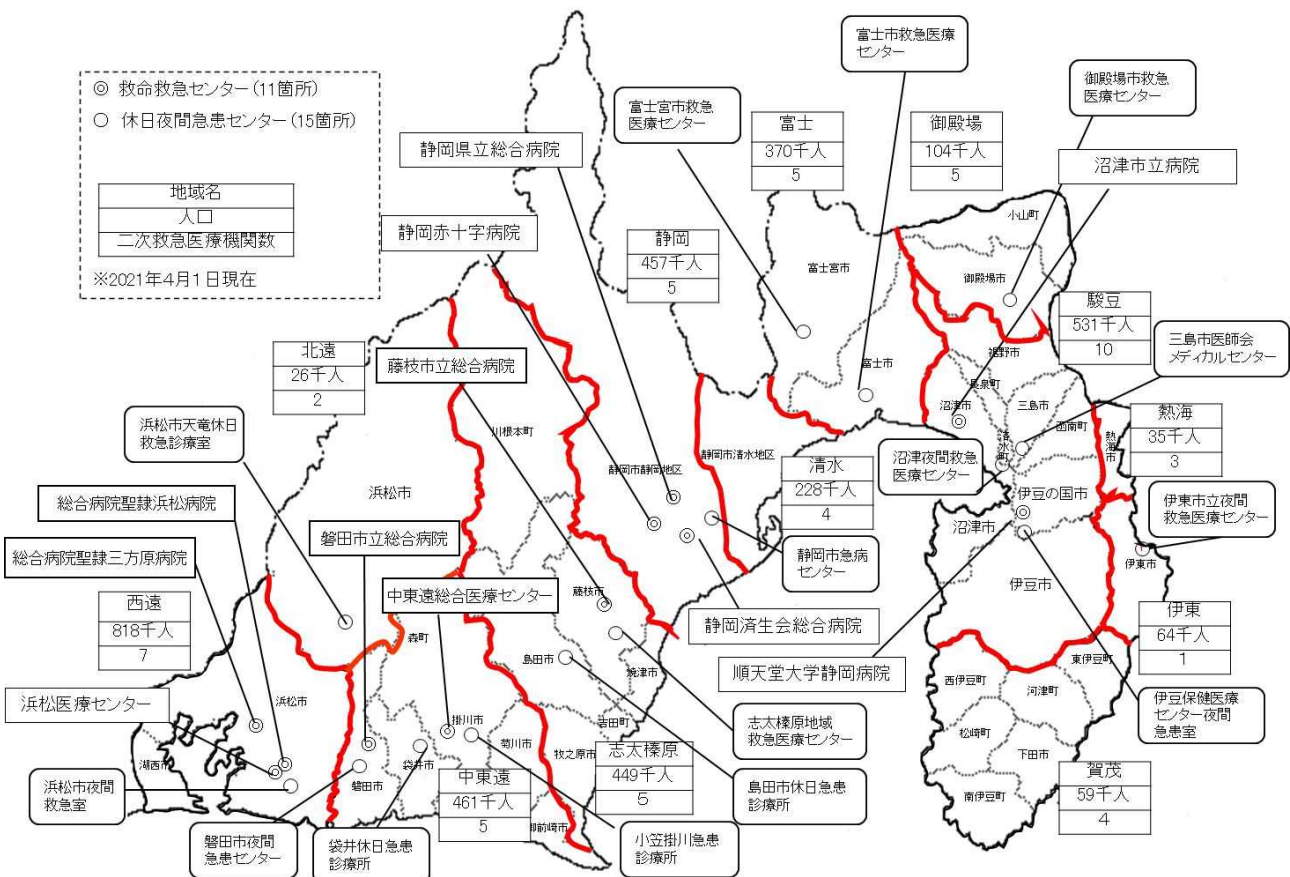 ◎ 救命救急センター(11箇所)
○ 休日夜間急患センター(15箇所)
地域名
人口
二次救急医療機関数
※2021年4月1日現在
富士市救急医療
センター
御殿場市救急
医療センター
富士宮市救急
医療センター
静岡県立総合病院
富士
370千人
5
御殿場
104千人
5
沼津市立病院
静岡赤十字病院
静岡
457千人
5
小山町
富士宮市
御殿場市
駿豆
531千人
10
三島市医師会
メディカルセンター
北遠
26千人
2
藤枝市立総合病院
裾野市
富士市
長泉町
沼津市
三島市
函南町
清水町
熱海市
熱海
35千人
3
浜松市天竜休日
救急診療室
川根本町
静岡市静岡地区
静岡市清水地区
清水
228千人
4
沼津夜間救急
医療センター
浜松市
総合病院聖隷浜松病院
磐田市立総合病院
伊豆の国市
沼津市
伊東市立夜間
救急医療センター
総合病院聖隷三方原病院
静岡市急病
センター
伊東市
中東遠総合医療センター
藤枝市
伊豆市
西遠
818千人
7
森町
静岡済生会総合病院
伊東
64千人
1
島田市
焼津市
順天堂大学静岡病院
東伊豆町
西伊豆町
河津町
浜松医療センター
浜松市
掛川市
吉田町
志太榛原地域
救急医療センター
伊豆保健医療
センター夜間
急患室
菊川市
牧之原市
松崎町
下田市
湖西市
袋井市
志太榛原
449千人
5
賀茂
59千人
4
浜松市夜間
救急室
磐田市
中東遠
461千人
5
島田市休日急患
診療所
南伊豆町
御前崎市
磐田市夜間
急患センター
袋井休日急患
診療所
小笠掛川急患
診療所